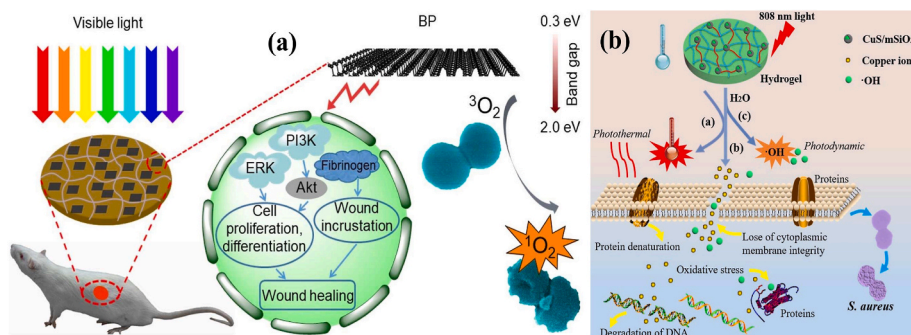 Visible light
(a)
BP
0.3 eV
Band gap
2.0 eV
³O₂
¹O₂
PI3K
ERK
Fibrinogen
Akt
Cell
proliferation,
differentiation,
Wound
incrustation
Wound healing
(b)
808 nm light
CuS/mSiO₂
Copper ion
·OH
Hydrogel
H₂O
(a)
(c)
(b)
Photothermal
·OH
Photodynamic
Proteins
Protein denaturation
Lose of cytoplasmic
membrane integrity
Oxidative stress
Proteins
S. aureus
Degradation of DNA